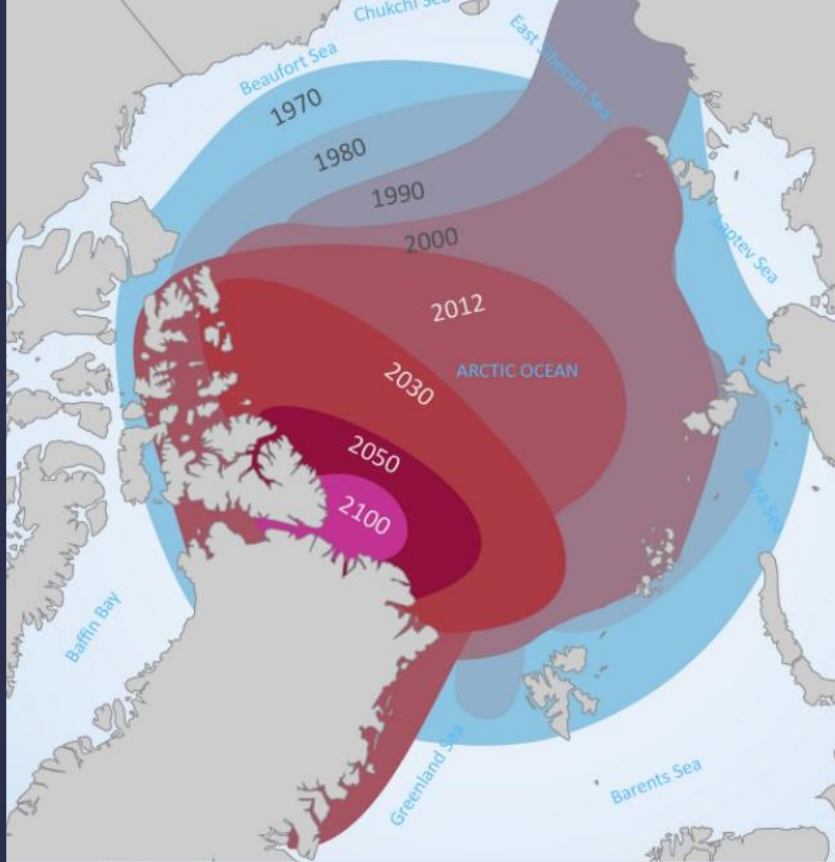 Chukchi Sea
Beaufort Sea
East Siberian Sea
1970
1980
1990
2000
Laptev Sea
2012
2030
ARCTIC OCEAN
2050
2100
Kara Sea
Baffin Bay
Greenland Sea
Barents Sea